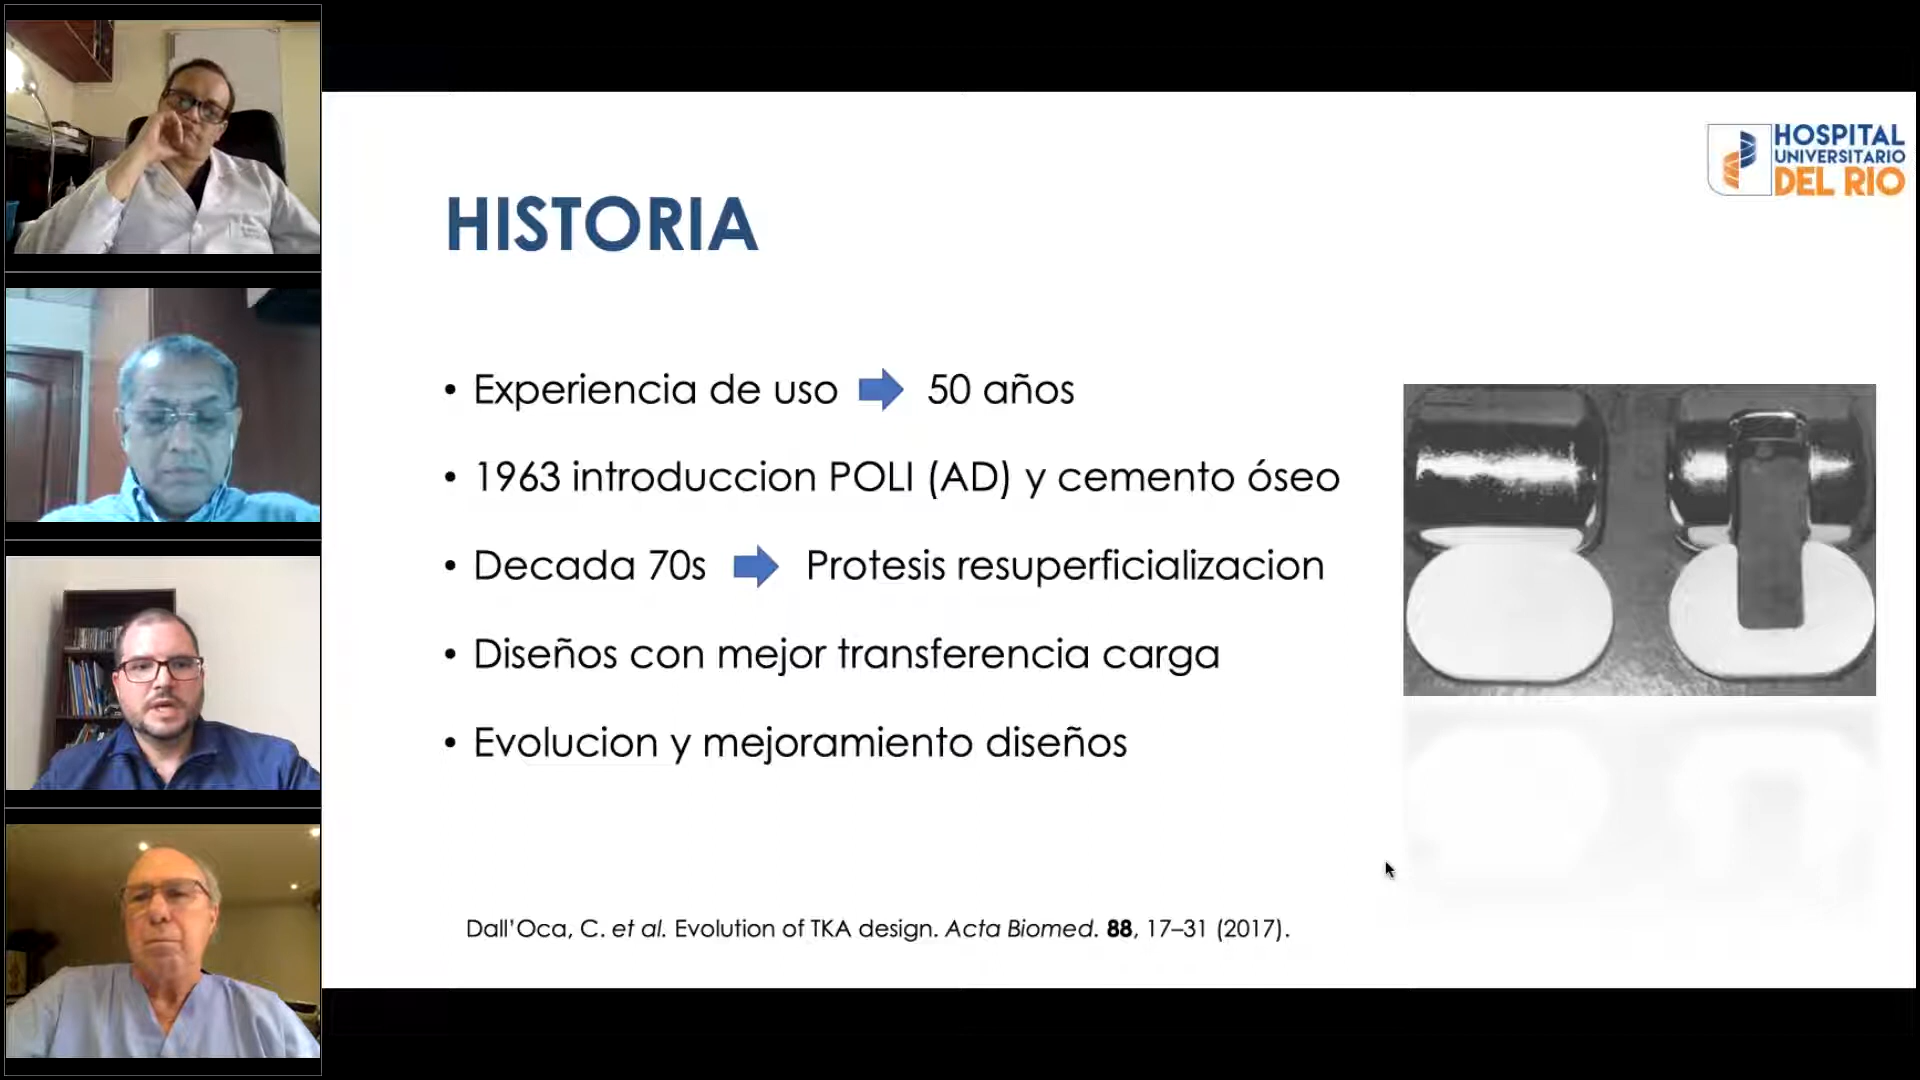 HOSPITAL
UNIVERSITARIO
DEL RIO
HISTORIA
• Experiencia de uso 50 años
• 1963 introduccion POLI (AD) y cemento óseo
• Decada 70s Protesis resuperficializacion
• Diseños con mejor transferencia carga
• Evolucion y mejoramiento diseños
Dall'Oca, C. et al. Evolution of TKA design. Acta Biomed. 88, 17–31 (2017).